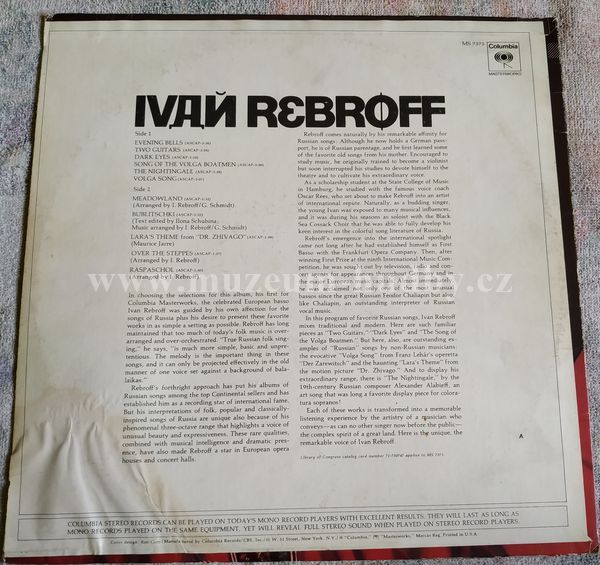 MS 7373
Columbia
MASTERWORKS
IVAЙ RƐBRØFF
Side 1
EVENING BELLS
TWO GUITARS
DARK EYES
SONG OF THE VOLGA BOATMEN
THE NIGHTINGALE
VOLGA SONG
Side 2
MEADOWLAND
(Arranged by I. Rebroff/G. Schmidt)
BUBLITSCHKI
(Text edited by Ilona Schubina;
Music arranged by I. Rebroff/G. Schmidt)
LARA'S THEME from "DR. ZHIVAGO"
(Maurice Jarre)
OVER THE STEPPES
(Arranged by I. Rebroff)
RASPASCHOL
(Arranged by I. Rebroff)
In choosing the selections for this album, his first for
Columbia Masterworks, the celebrated European basso
Ivan Rebroff was guided by his own affection for the
songs of Russia plus his desire to present these favorite
works in as simple a setting as possible. Rebroff has long
maintained that too much of today's folk music is over-
arranged and over-orchestrated. "True Russian folk sing-
ing," he says, "is much more simple, basic and unpre-
tentious. The melody is the important thing in these
songs, and it can only be projected effectively in the old
manner of one voice set against a background of bala-
laikas."
Rebroff's forthright approach has put his albums of
Russian songs among the top Continental sellers and has
established him as a recording star of international fame.
But his interpretations of folk, popular and classically-
inspired songs of Russia are unique also because of his
phenomenal three-octave range that highlights a voice of
unusual beauty and expressiveness. These rare qualities,
combined with musical intelligence and dramatic pres-
ence, have also made Rebroff a star in European opera
houses and concert halls.
Rebroff comes naturally by his remarkable affinity for
Russian songs. Although he now holds a German pass-
port, he is of Russian parentage, and he first learned some
of the favorite old songs from his mother. Encouraged to
study music, he originally trained to become a violinist
but soon interrupted his studies to devote himself to the
theatre and to cultivate his extraordinary voice.
As a scholarship student at the State College of Music
in Hamburg, he studied with the famous voice coach
Oscar Rees, who set about to make Rebroff into an artist
of international repute. Naturally, as a budding singer,
the young Ivan was exposed to many musical influences,
and it was during his seasons as soloist with the Black
Sea Cossack Choir that he was able to fully develop his
keen interest in the colorful song literature of Russia.
Rebroff's emergence into the international spotlight
came not long after he had established himself as First
Basso with the Frankfurt Opera Company. Then, after
winning First Prize at the ninth International Music Com-
petition, he was sought out by television, radio and con-
cert agents for appearances throughout Germany.
bassos since the great Russian Feodor Chaliapin but also,
like Chaliapin, an outstanding interpreter of Russian
vocal music.
In this program of favorite Russian songs, Ivan Rebroff
mixes traditional and modern. Here are such familiar
pieces as "Two Guitars," "Dark Eyes" and "The Song of
the Volga Boatmen." But here, also, are outstanding ex-
amples of "Russian" songs by non-Russian musicians:
the evocative "Volga Song" from Franz Lehár's operetta
"Der Zarewitsch" and the haunting "Lara's Theme" from
the motion picture "Dr. Zhivago." And to display his
extraordinary range, there is "The Nightingale," by the
19th-century Russian composer Alexander Alabieff, an
art song that was long a favorite display piece for colora-
tura sopranos!
Each of these works is transformed into a memorable
listening experience by the artistry of a musician who
conveys—as can no other singer now before the public—
the complex spirit of a great land. Here is the unique, the
remarkable voice of Ivan Rebroff.
Library of Congress catalog card number applies to MS 7373.
A
www.muzeum-hudby.cz
COLUMBIA STEREO RECORDS CAN BE PLAYED ON TODAY'S MONO RECORD PLAYERS WITH EXCELLENT RESULTS. THEY WILL LAST AS LONG AS
MONO RECORDS PLAYED ON THE SAME EQUIPMENT, YET WILL REVEAL FULL STEREO SOUND WHEN PLAYED ON STEREO RECORD PLAYERS.